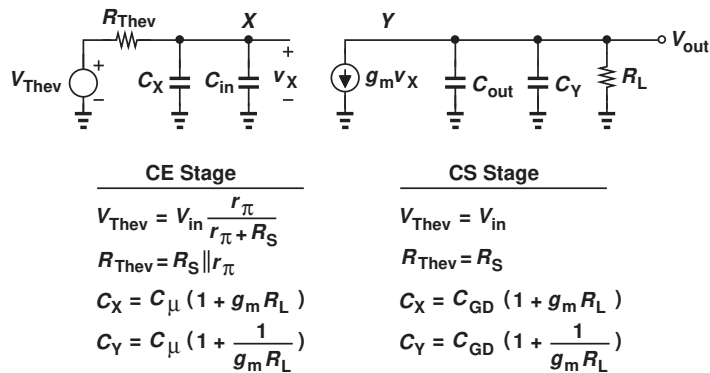 R_Thev X Y
V_Thev + − C_X C_in + v_X − g_m v_X C_out C_Y R_L V_out
CE Stage
V_Thev = V_in r_π / (r_π + R_S)
R_Thev = R_S || r_π
C_X = C_μ (1 + g_m R_L)
C_Y = C_μ (1 + 1 / (g_m R_L))
CS Stage
V_Thev = V_in
R_Thev = R_S
C_X = C_GD (1 + g_m R_L)
C_Y = C_GD (1 + 1 / (g_m R_L))